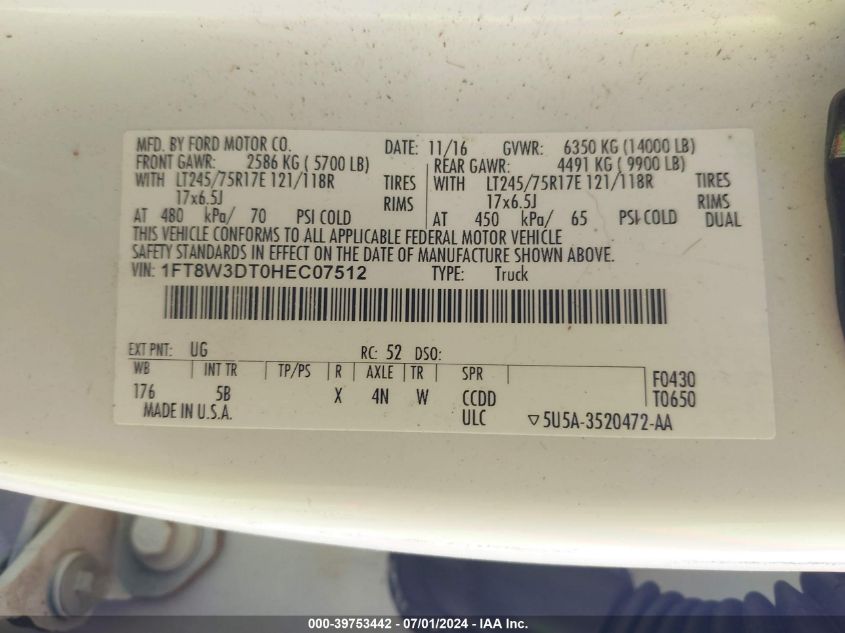 MFD. BY FORD MOTOR CO. DATE: 11/16 GVWR: 6350 KG (14000 LB)
FRONT GAWR: 2586 KG ( 5700 LB) REAR GAWR: 4491 KG ( 9900 LB)
WITH LT245/75R17E 121/118R TIRES WITH LT245/75R17E 121/118R TIRES
17x6.5J RIMS 17x6.5J RIMS
AT 480 kPa/ 70 PSI COLD AT 450 kPa/ 65 PSI COLD DUAL
THIS VEHICLE CONFORMS TO ALL APPLICABLE FEDERAL MOTOR VEHICLE
SAFETY STANDARDS IN EFFECT ON THE DATE OF MANUFACTURE SHOWN ABOVE.
VIN: 1FT8W3DT0HEC07512 TYPE: Truck
EXT PNT: UG RC: 52 DSO:
WB INT TR TP/PS R AXLE TR SPR F0430
176 5B X 4N W CCDD T0650
MADE IN U.S.A. ULC ▽5U5A-3520472-AA
000-39753442 - 07/01/2024 - IAA Inc.